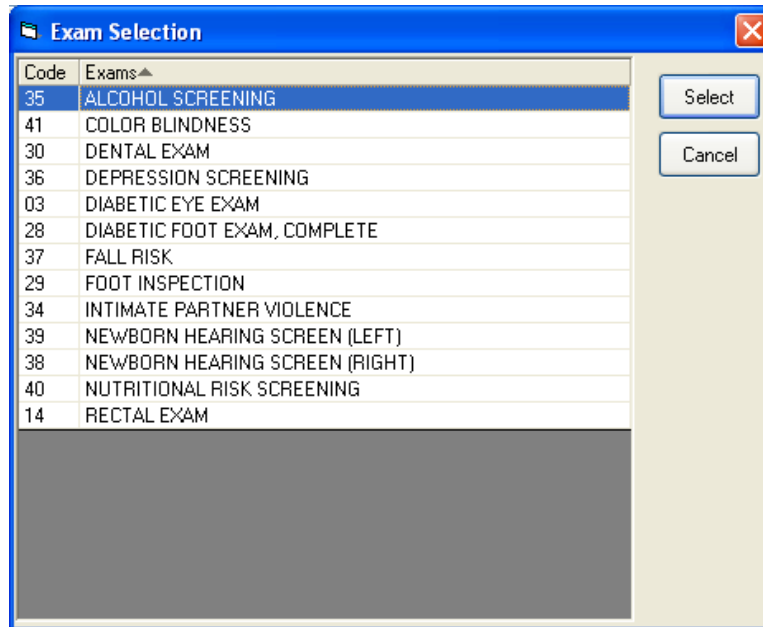 Exam Selection
Code Exams
35 ALCOHOL SCREENING
41 COLOR BLINDNESS
30 DENTAL EXAM
36 DEPRESSION SCREENING
03 DIABETIC EYE EXAM
28 DIABETIC FOOT EXAM, COMPLETE
37 FALL RISK
29 FOOT INSPECTION
34 INTIMATE PARTNER VIOLENCE
39 NEWBORN HEARING SCREEN (LEFT)
38 NEWBORN HEARING SCREEN (RIGHT)
40 NUTRITIONAL RISK SCREENING
14 RECTAL EXAM
Select
Cancel